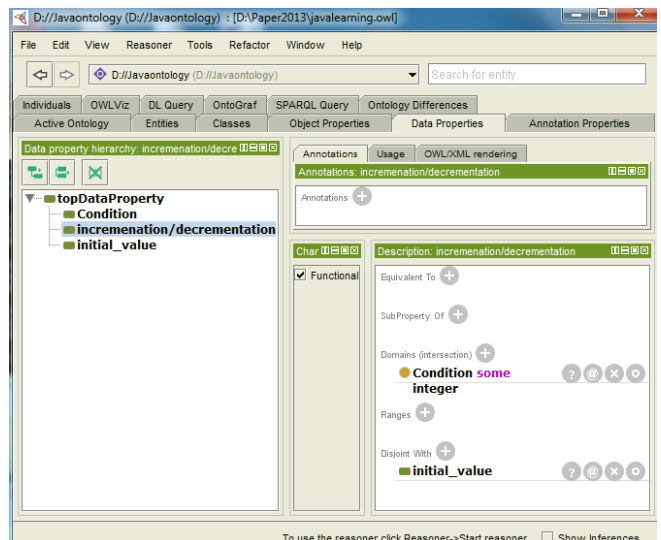 D://Javaontology (D://Javaontology) : [D:\Paper2013\javalearning.owl]
File Edit View Reasoner Tools Refactor Window Help
D://Javaontology (D://Javaontology) Search for entity
Individuals OWLViz DL Query OntoGraf SPARQL Query Ontology Differences
Active Ontology Entities Classes Object Properties Data Properties Annotation Properties
Data property hierarchy: incremenation/decre
topDataProperty
Condition
incremenation/decrementation
initial_value
Annotations Usage OWL/XML rendering
Annotations: incremenation/decrementation
Annotations
Char
Functional
Description: incremenation/decrementation
Equivalent To
SubProperty Of
Domains (intersection)
Condition some
integer
Ranges
Disjoint With
initial_value
To use the reasoner click Reasoner->Start reasoner Show Inferences